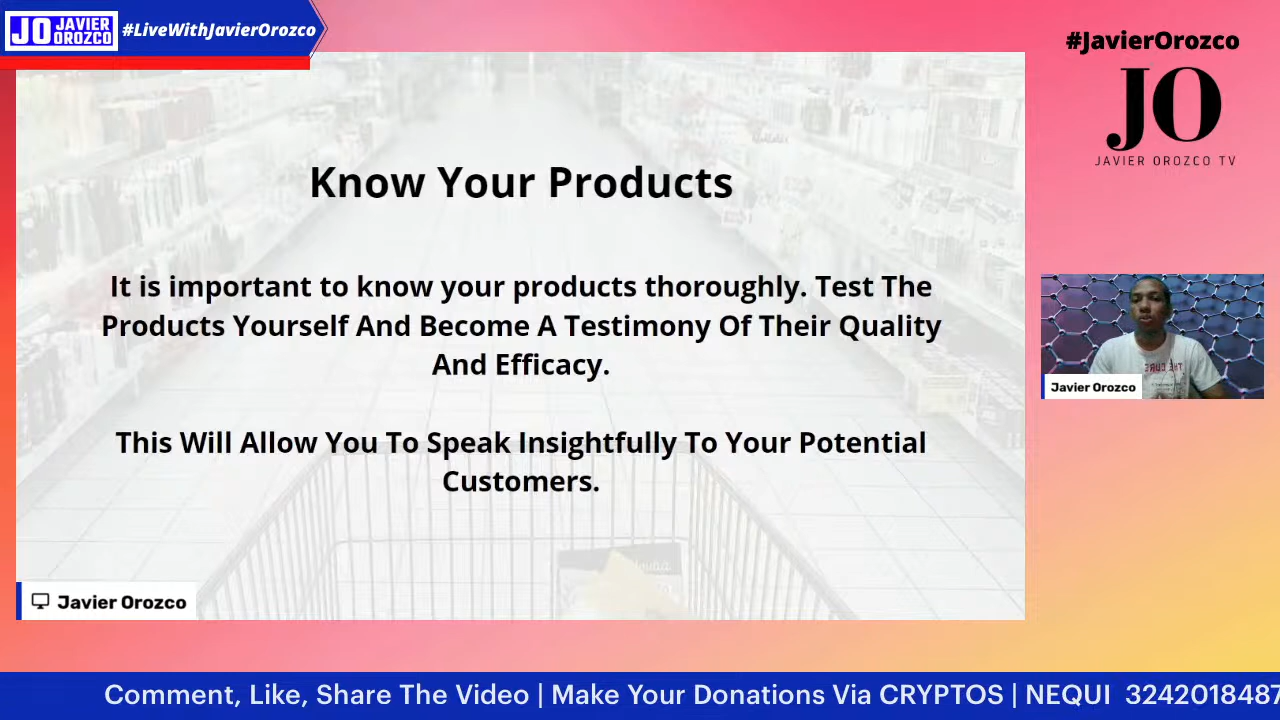 JO JAVIER
OROZCO
#LiveWithJavierOrozco
#JavierOrozco
JO
JAVIER OROZCO TV
Know Your Products
It is important to know your products thoroughly. Test The
Products Yourself And Become A Testimony Of Their Quality
And Efficacy.
This Will Allow You To Speak Insightfully To Your Potential
Customers.
Javier Orozco
Javier Orozco
Comment, Like, Share The Video | Make Your Donations Via CRYPTOS | NEQUI 3242018487